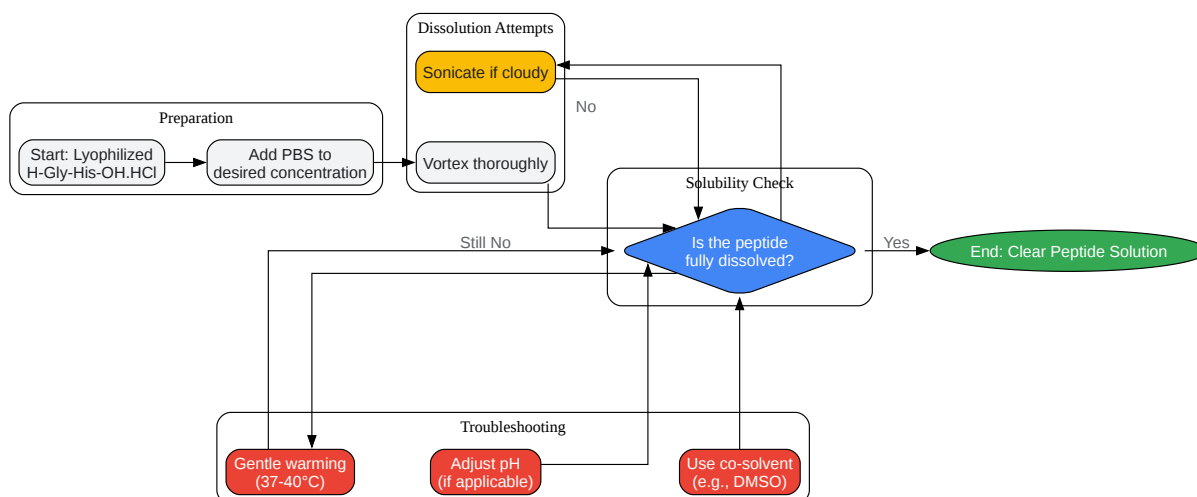 Dissolution Attempts
Sonicate if cloudy
No
Preparation
Start: Lyophilized
H-Gly-His-OH.HCl
Add PBS to
desired concentration
Vortex thoroughly
Solubility Check
Is the peptide
fully dissolved?
Still No
Yes
End: Clear Peptide Solution
Troubleshooting
Gentle warming
(37-40°C)
Adjust pH
(if applicable)
Use co-solvent
(e.g., DMSO)